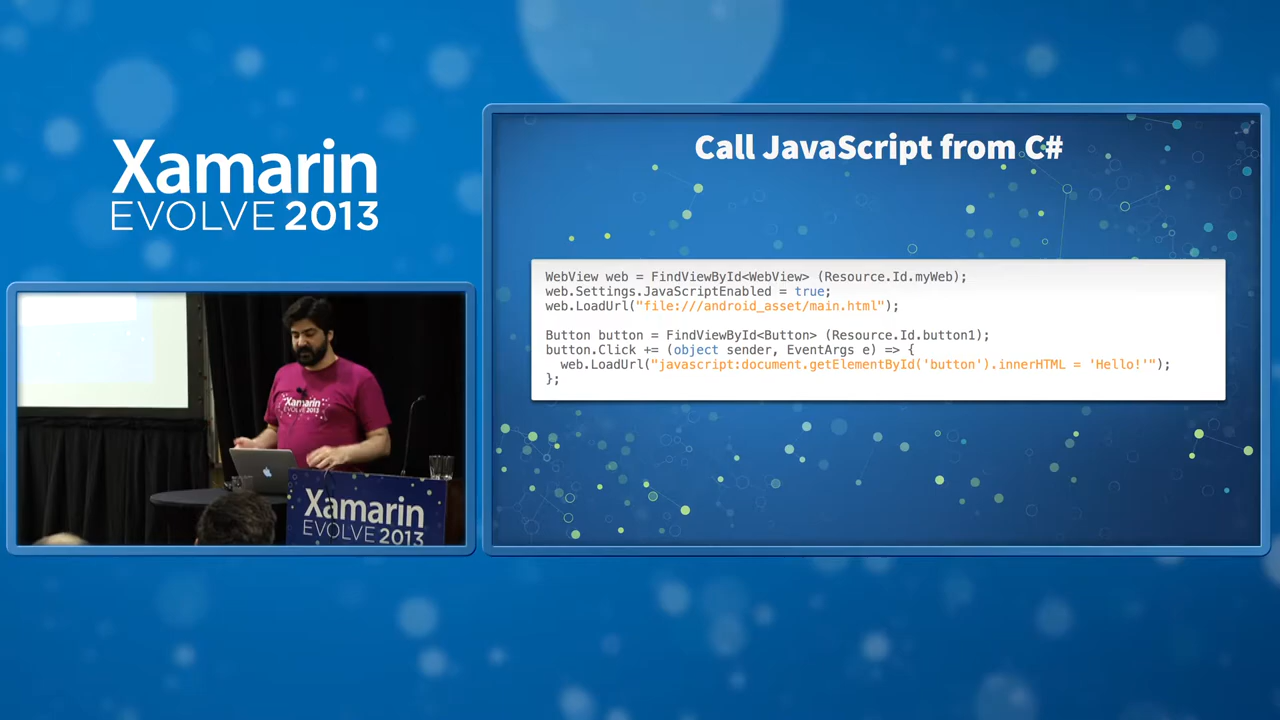 Xamarin
EVOLVE 2013
Call JavaScript from C#
WebView web = FindViewById<WebView> (Resource.Id.myWeb);
web.Settings.JavaScriptEnabled = true;
web.LoadUrl("file:///android_asset/main.html");
Button button = FindViewById<Button> (Resource.Id.button1);
button.Click += (object sender, EventArgs e) => {
web.LoadUrl("javascript:document.getElementById('button').innerHTML = 'Hello!'");
};
Xamarin
EVOLVE 2013
Xamarin
EVOLVE 2013